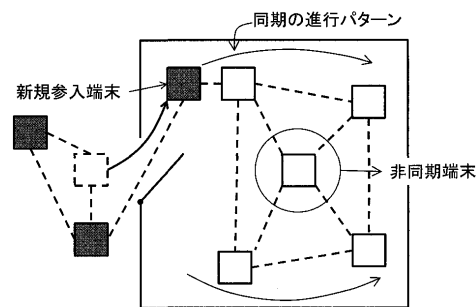 同期の進行パターン
新規参入端末
非同期端末